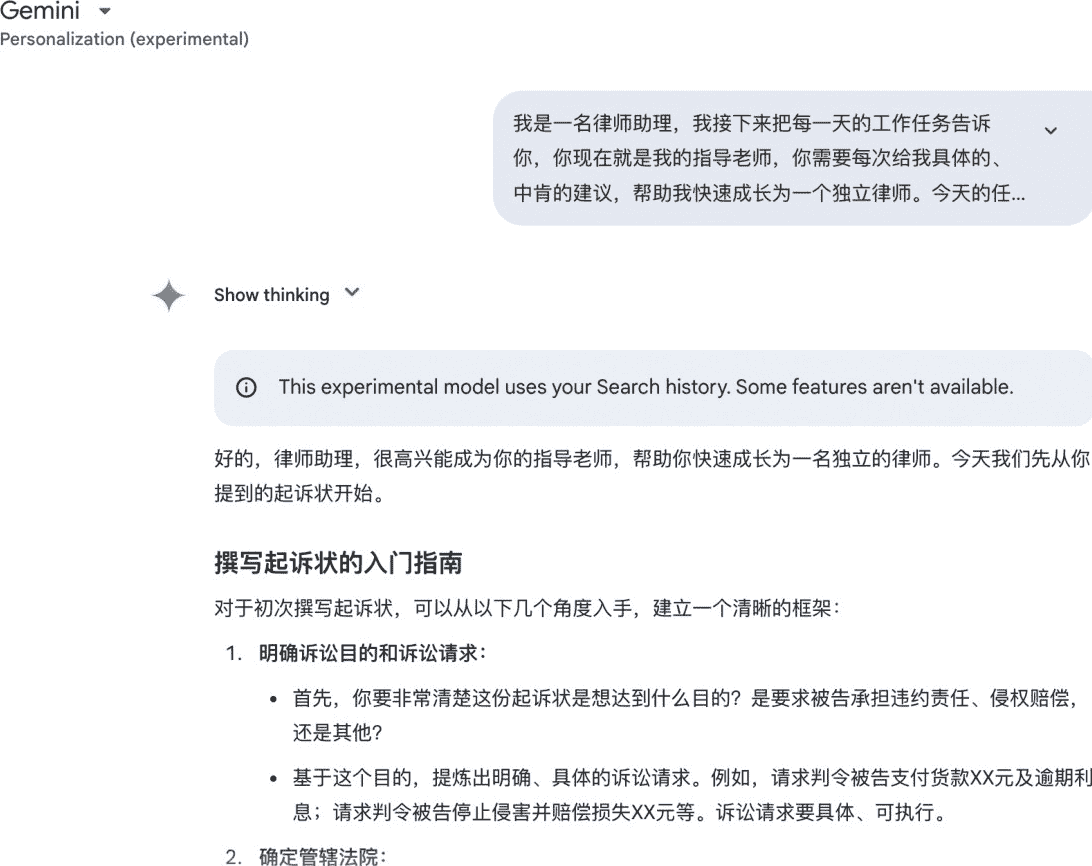 Gemini
Personalization (experimental)
我是一名律师助理，我接下来把每一天的工作任务告诉
你，你现在就是我的指导老师，你需要每次给我具体的、
中肯的建议，帮助我快速成长为一个独立律师。今天的任...
Show thinking
This experimental model uses your Search history. Some features aren't available.
好的，律师助理，很高兴能成为你的指导老师，帮助你快速成长为一名独立的律师。今天我们先从你
提到的起诉状开始。
撰写起诉状的入门指南
对于初次撰写起诉状，可以从以下几个角度入手，建立一个清晰的框架：
1. 明确诉讼目的和诉讼请求：
• 首先，你要非常清楚这份起诉状是想达到什么目的？是要求被告承担违约责任、侵权赔偿，
还是其他？
• 基于这个目的，提炼出明确、具体的诉讼请求。例如，请求判令被告支付货款XX元及逾期利
息；请求判令被告停止侵害并赔偿损失XX元等。诉讼请求要具体、可执行。
2. 确定管辖法院：